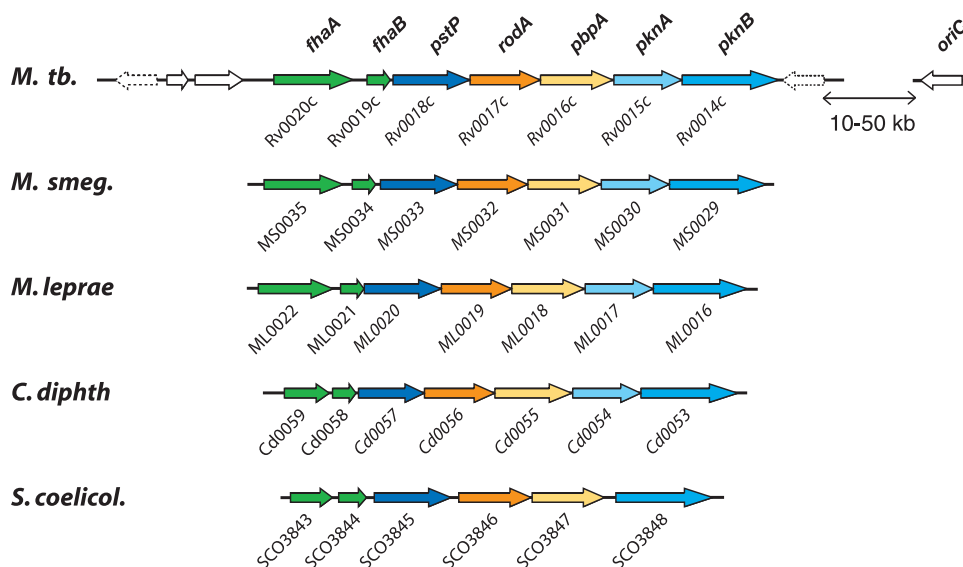 fhaA fhaB pstP rodA pbpA pknA pknB oriC
M. tb.
Rv0020c Rv0019c Rv0018c Rv0017c Rv0016c Rv0015c Rv0014c
10-50 kb
M. smeg.
MS0035 MS0034 MS0033 MS0032 MS0031 MS0030 MS0029
M. leprae
ML0022 ML0021 ML0020 ML0019 ML0018 ML0017 ML0016
C. diphth
Cd0059 Cd0058 Cd0057 Cd0056 Cd0055 Cd0054 Cd0053
S. coelicol.
SCO3843 SCO3844 SCO3845 SCO3846 SCO3847 SCO3848